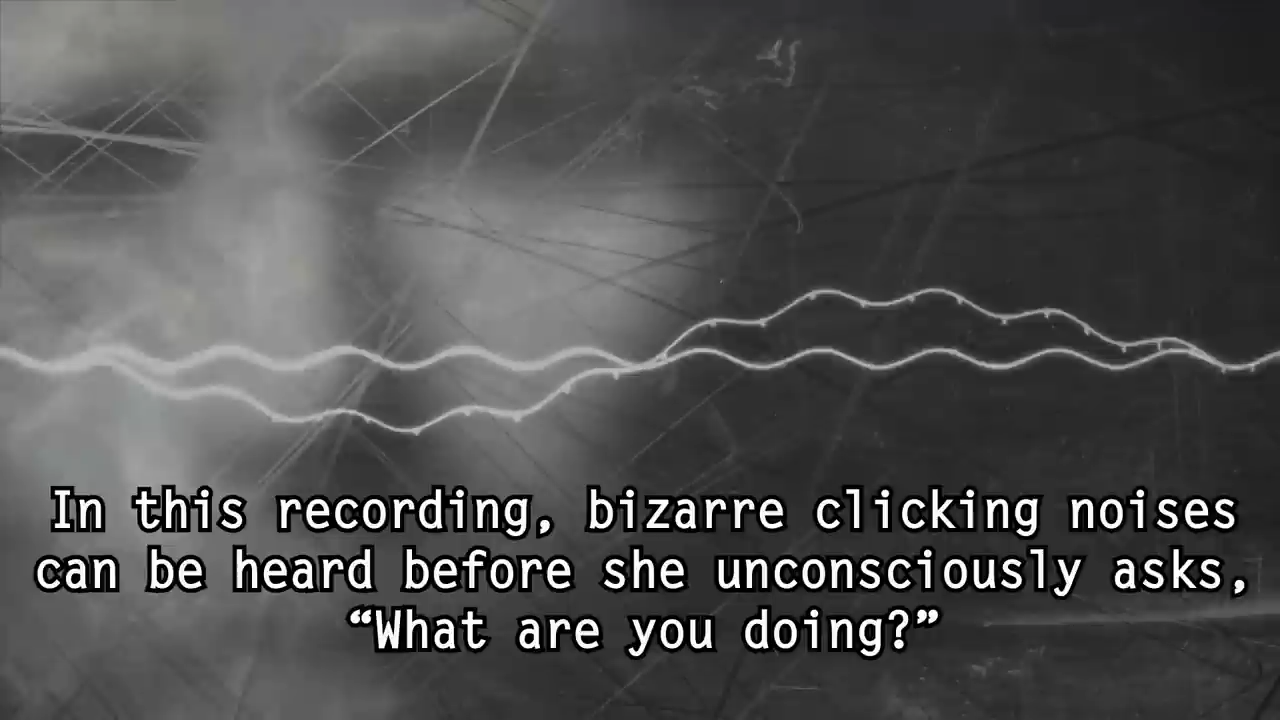 In this recording, bizarre clicking noises
can be heard before she unconsciously asks,
“What are you doing?”